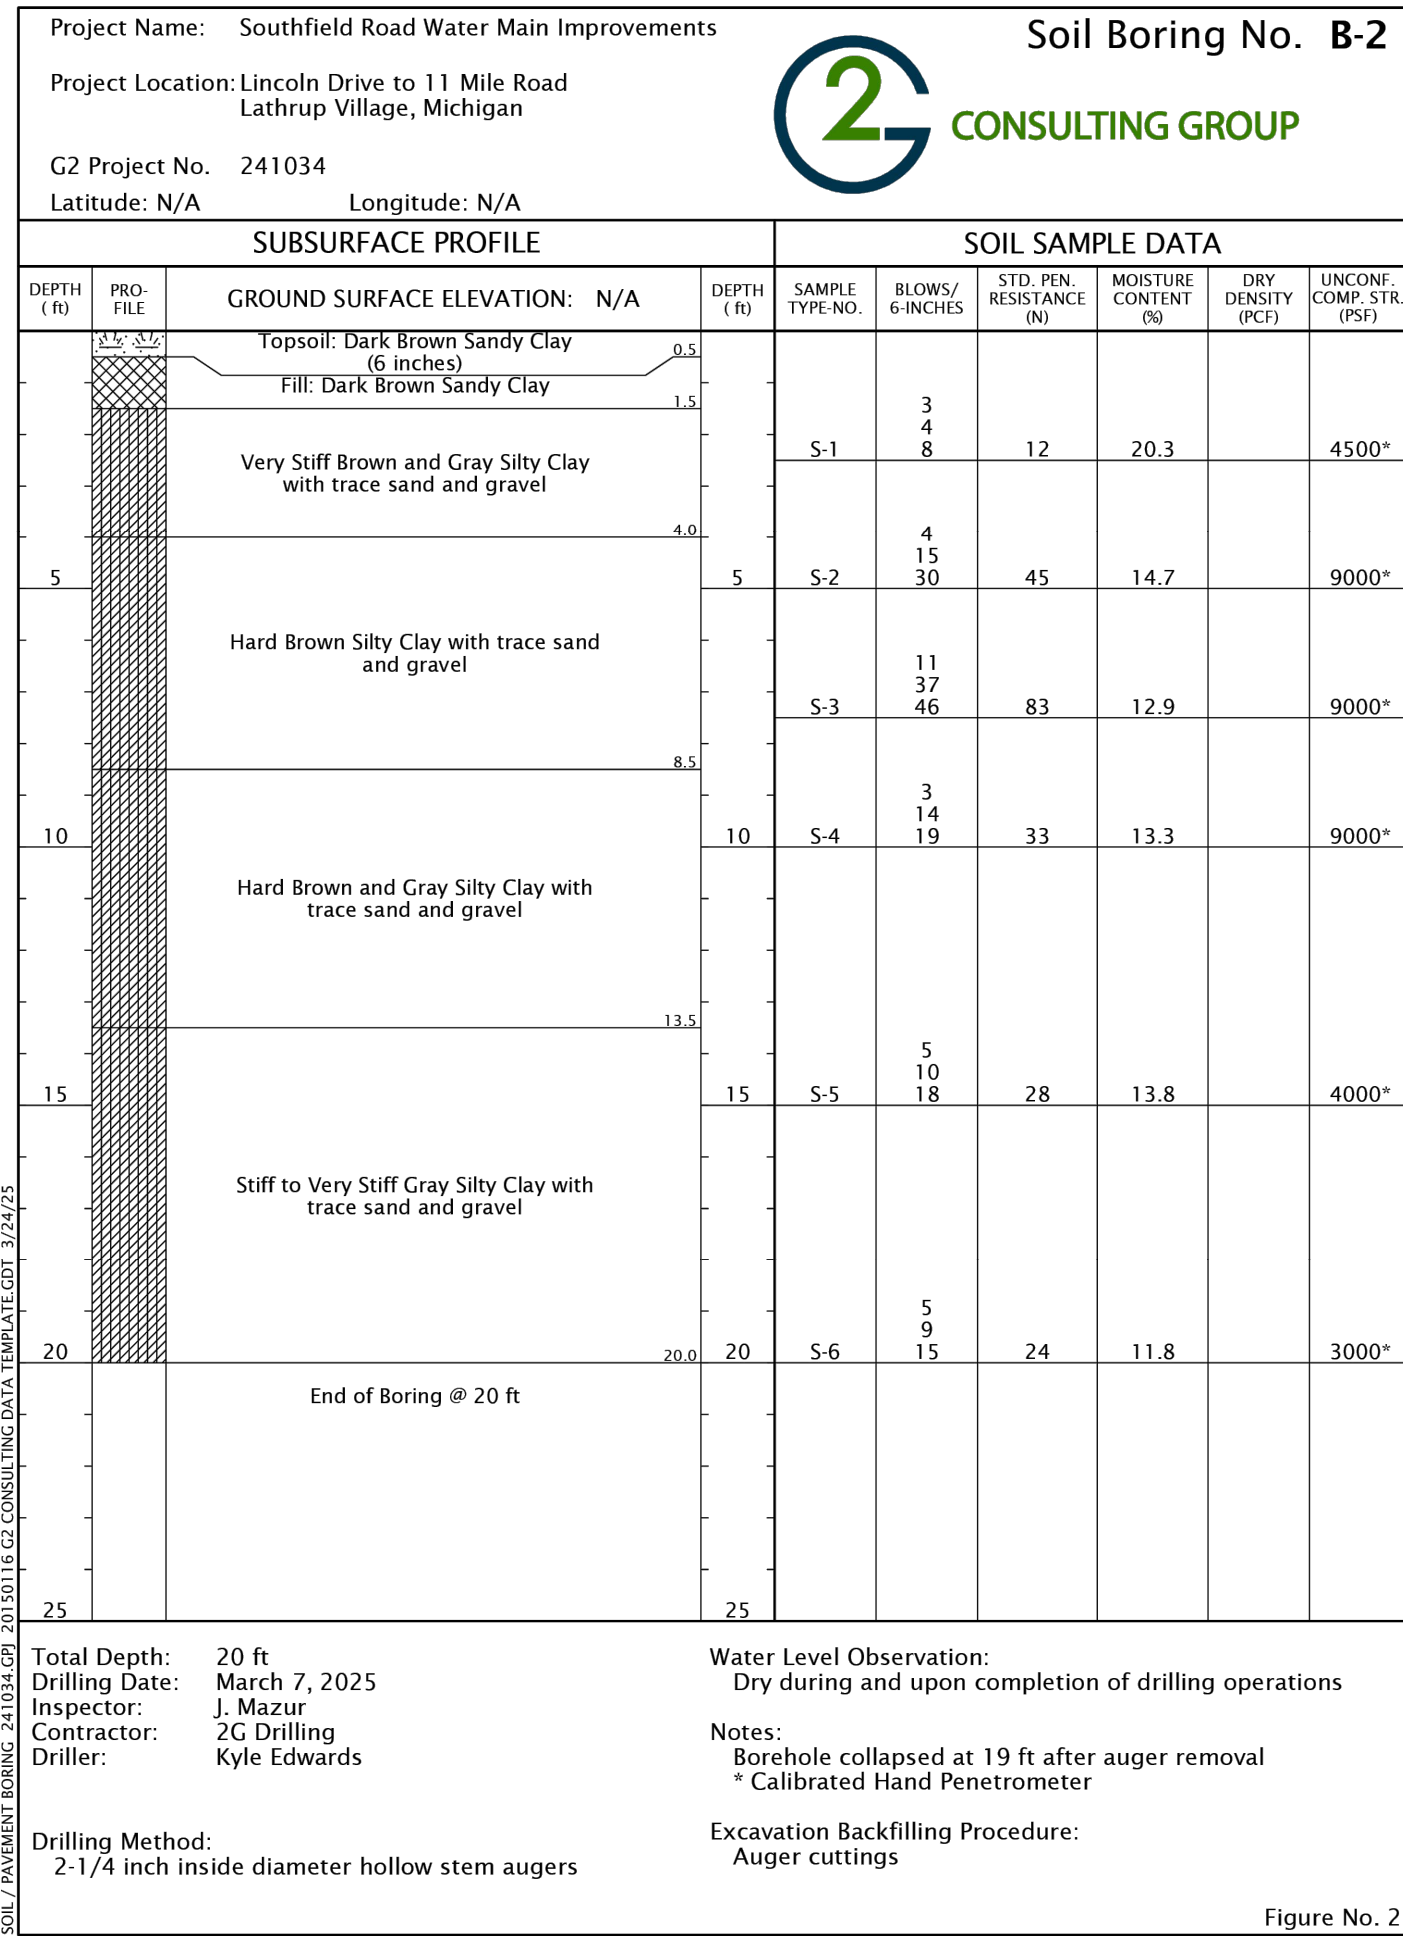 Project Name: Southfield Road Water Main Improvements
Soil Boring No. B-2
Project Location: Lincoln Drive to 11 Mile Road
Lathrup Village, Michigan
G2 CONSULTING GROUP
G2 Project No. 241034
Latitude: N/A Longitude: N/A
SUBSURFACE PROFILE SOIL SAMPLE DATA
DEPTH
( ft)
PRO-
FILE
GROUND SURFACE ELEVATION: N/A
DEPTH
( ft)
SAMPLE
TYPE-NO.
BLOWS/
6-INCHES
STD. PEN.
RESISTANCE
(N)
MOISTURE
CONTENT
(%)
DRY
DENSITY
(PCF)
UNCONF.
COMP. STR.
(PSF)
Topsoil: Dark Brown Sandy Clay
(6 inches)
0.5
Fill: Dark Brown Sandy Clay
1.5
3
4
S-1 8 12 20.3 4500*
Very Stiff Brown and Gray Silty Clay
with trace sand and gravel
4.0
4
15
5 5 S-2 30 45 14.7 9000*
Hard Brown Silty Clay with trace sand
and gravel
11
37
S-3 46 83 12.9 9000*
8.5
3
14
10 10 S-4 19 33 13.3 9000*
Hard Brown and Gray Silty Clay with
trace sand and gravel
13.5
5
10
15 15 S-5 18 28 13.8 4000*
Stiff to Very Stiff Gray Silty Clay with
trace sand and gravel
5
9
20 20.0 20 S-6 15 24 11.8 3000*
End of Boring @ 20 ft
25 25
Total Depth: 20 ft
Drilling Date: March 7, 2025
Inspector: J. Mazur
Contractor: 2G Drilling
Driller: Kyle Edwards
Drilling Method:
2-1/4 inch inside diameter hollow stem augers
Water Level Observation:
Dry during and upon completion of drilling operations
Notes:
Borehole collapsed at 19 ft after auger removal
* Calibrated Hand Penetrometer
Excavation Backfilling Procedure:
Auger cuttings
Figure No. 2
SOIL / PAVEMENT BORING 241034.GPJ 20150116 G2 CONSULTING DATA TEMPLATE.GDT 3/24/25